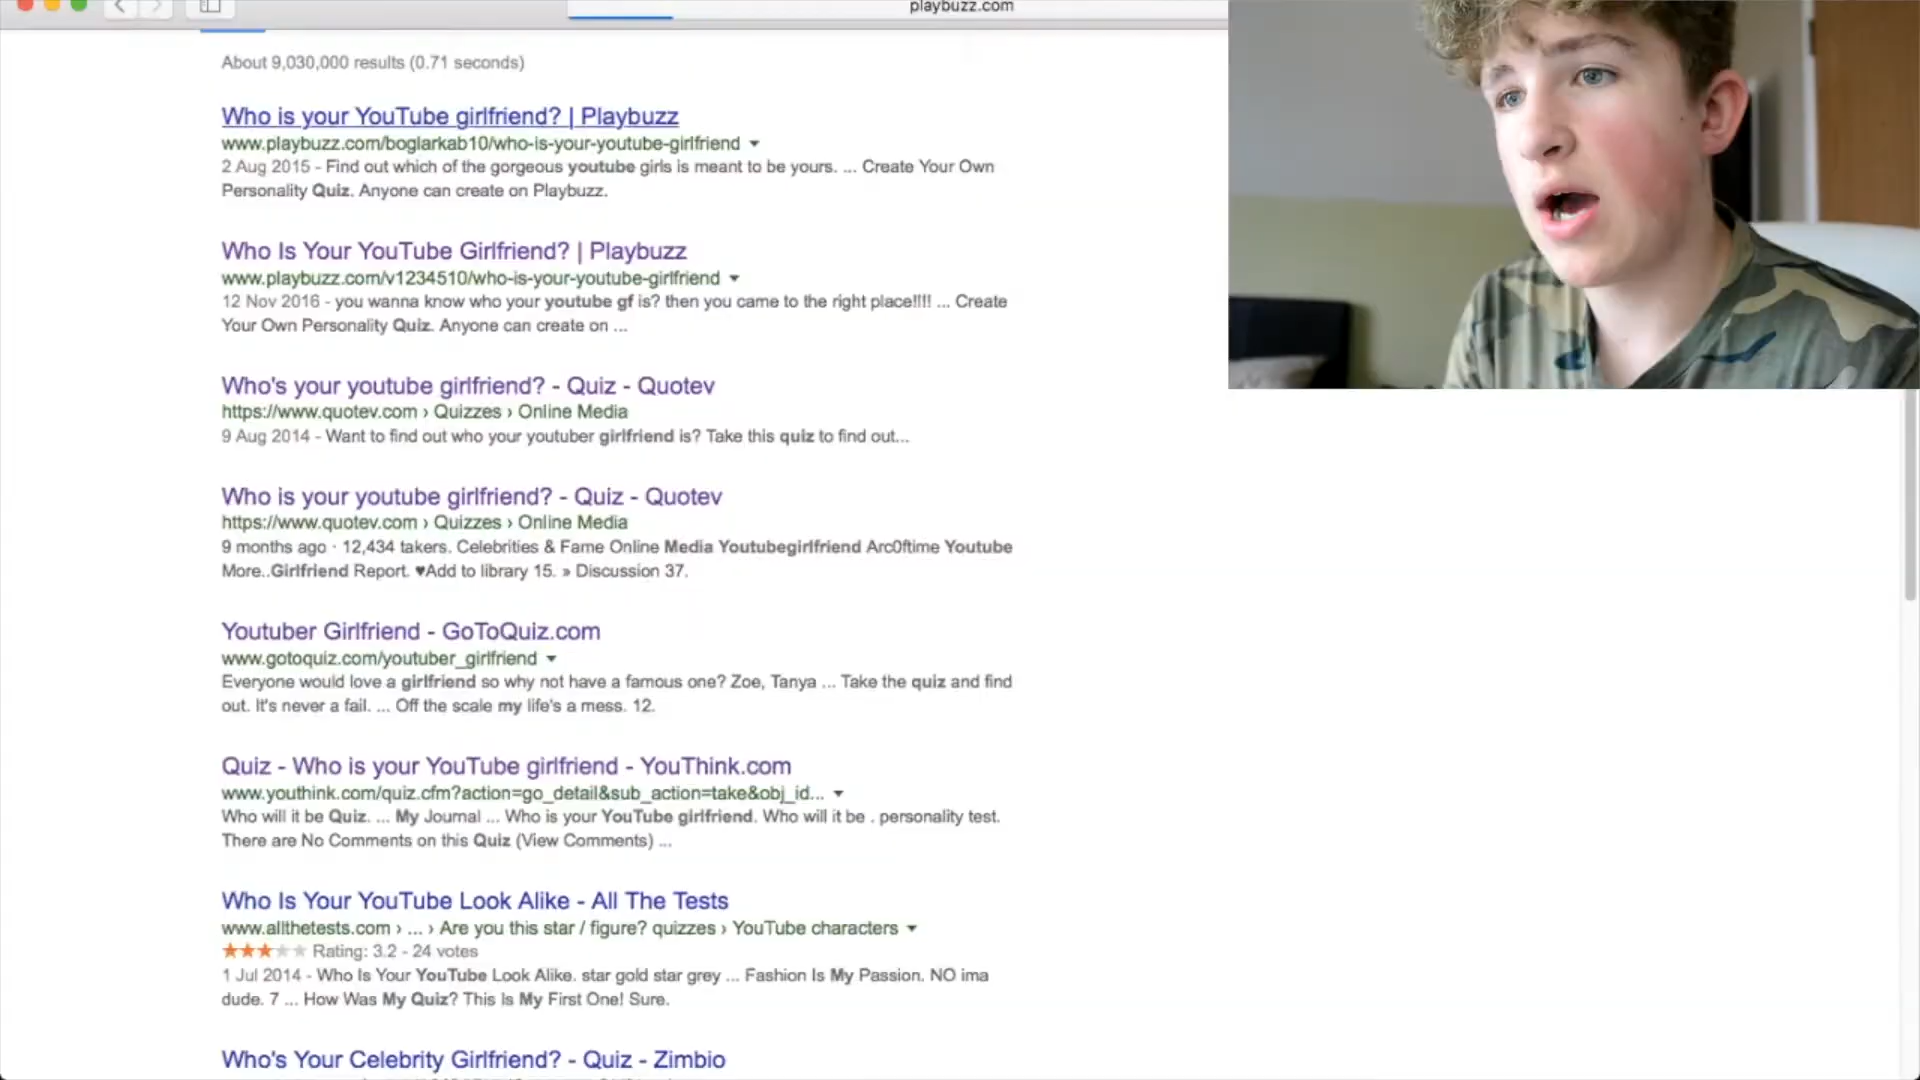 playbuzz.com
About 9,030,000 results (0.71 seconds)
Who is your YouTube girlfriend? | Playbuzz
www.playbuzz.com/boglarkab10/who-is-your-youtube-girlfriend
2 Aug 2015 - Find out which of the gorgeous youtube girls is meant to be yours. ... Create Your Own
Personality Quiz. Anyone can create on Playbuzz.
Who Is Your YouTube Girlfriend? | Playbuzz
www.playbuzz.com/v1234510/who-is-your-youtube-girlfriend
12 Nov 2016 - you wanna know who your youtube gf is? then you came to the right place!!!! ... Create
Your Own Personality Quiz. Anyone can create on ...
Who's your youtube girlfriend? - Quiz - Quotev
https://www.quotev.com › Quizzes › Online Media
9 Aug 2014 - Want to find out who your youtuber girlfriend is? Take this quiz to find out...
Who is your youtube girlfriend? - Quiz - Quotev
https://www.quotev.com › Quizzes › Online Media
9 months ago · 12,434 takers. Celebrities & Fame Online Media Youtubegirlfriend Arc0ftime Youtube
More..Girlfriend Report. ♥Add to library 15. » Discussion 37.
Youtuber Girlfriend - GoToQuiz.com
www.gotoquiz.com/youtuber_girlfriend
Everyone would love a girlfriend so why not have a famous one? Zoe, Tanya ... Take the quiz and find
out. It's never a fail. ... Off the scale my life's a mess. 12.
Quiz - Who is your YouTube girlfriend - YouThink.com
www.youthink.com/quiz.cfm?action=go_detail&sub_action=take&obj_id...
Who will it be Quiz. ... My Journal ... Who is your YouTube girlfriend. Who will it be . personality test.
There are No Comments on this Quiz (View Comments) ...
Who Is Your YouTube Look Alike - All The Tests
www.allthetests.com › ... › Are you this star / figure? quizzes › YouTube characters
Rating: 3.2 - 24 votes
1 Jul 2014 - Who Is Your YouTube Look Alike. star gold star grey ... Fashion Is My Passion. NO ima
dude. 7 ... How Was My Quiz? This Is My First One! Sure.
Who's Your Celebrity Girlfriend? - Quiz - Zimbio